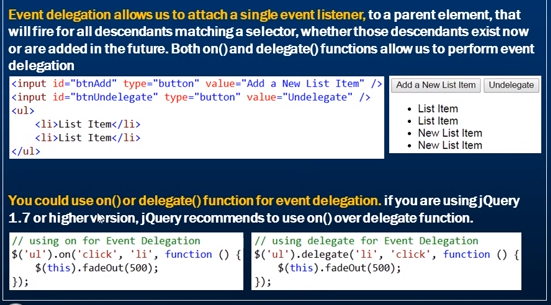 Event delegation allows us to attach a single event listener, to a parent element, that
will fire for all descendants matching a selector, whether those descendants exist now
or are added in the future. Both on() and delegate() functions allow us to perform event
delegation
<input id="btnAdd" type="button" value="Add a New List Item" />
<input id="btnUndelegate" type="button" value="Undelegate" />
<ul>
<li>List Item</li>
<li>List Item</li>
</ul>
Add a New List Item Undelegate
• List Item
• List Item
• New List Item
• New List Item
You could use on() or delegate() function for event delegation. if you are using jQuery
1.7 or higher version, jQuery recommends to use on() over delegate function.
// using on for Event Delegation
$('ul').on('click', 'li', function () {
$(this).fadeOut(500);
});
// using delegate for Event Delegation
$('ul').delegate('li', 'click', function () {
$(this).fadeOut(500);
});